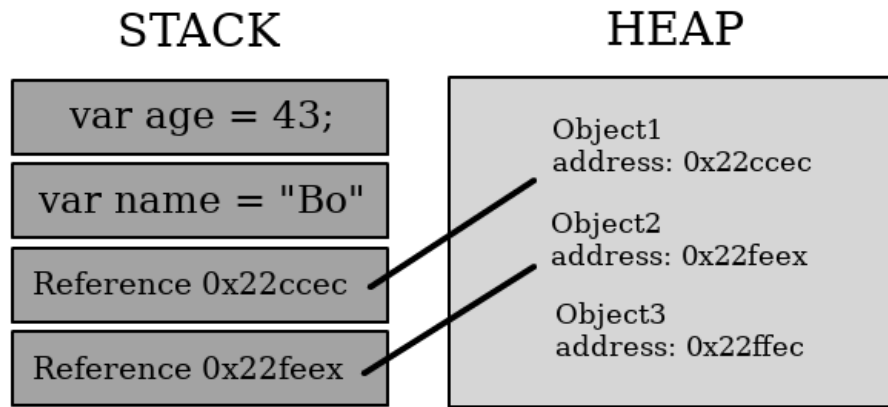 STACK
var age = 43;
var name = "Bo"
Reference 0x22ccec
Reference 0x22feex
HEAP
Object1
address: 0x22ccec
Object2
address: 0x22feex
Object3
address: 0x22ffec